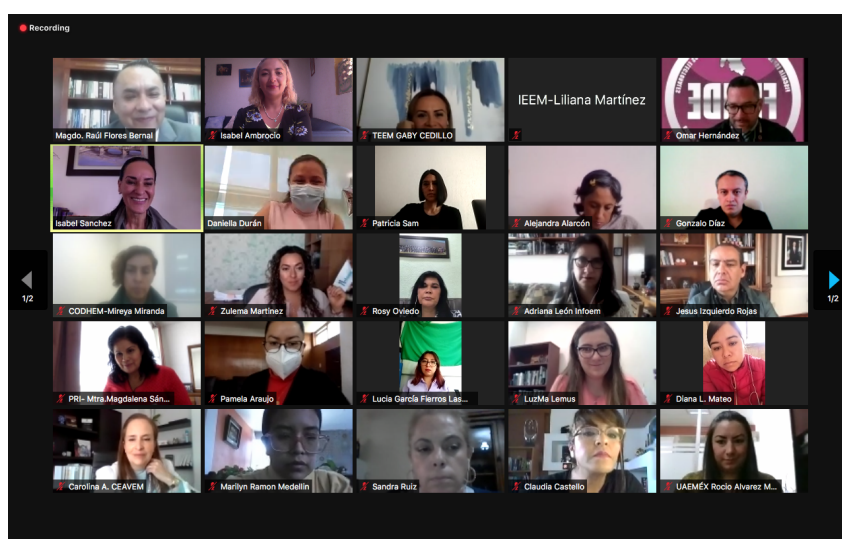 Recording
Magdo. Raúl Flores Bernal
Isabel Ambrocio
TEEM GABY CEDILLO
IEEM-Liliana Martínez
Omar Hernández
Isabel Sanchez
Daniella Durán
Patricia Sam
Alejandra Alarcón
Gonzalo Díaz
1/2
1/2
CODHEM-Mireya Miranda
Zulema Martínez
Rosy Oviedo
Adriana León Infoem
Jesus Izquierdo Rojas
PRI- Mtra.Magdalena Sán...
Pamela Araujo
Lucia García Fierros Las...
LuzMa Lemus
Diana L. Mateo
Carolina A. CEAVEM
Marilyn Ramon Medellin
Sandra Ruiz
Claudia Castello
UAEMÉX Rocio Alvarez M...